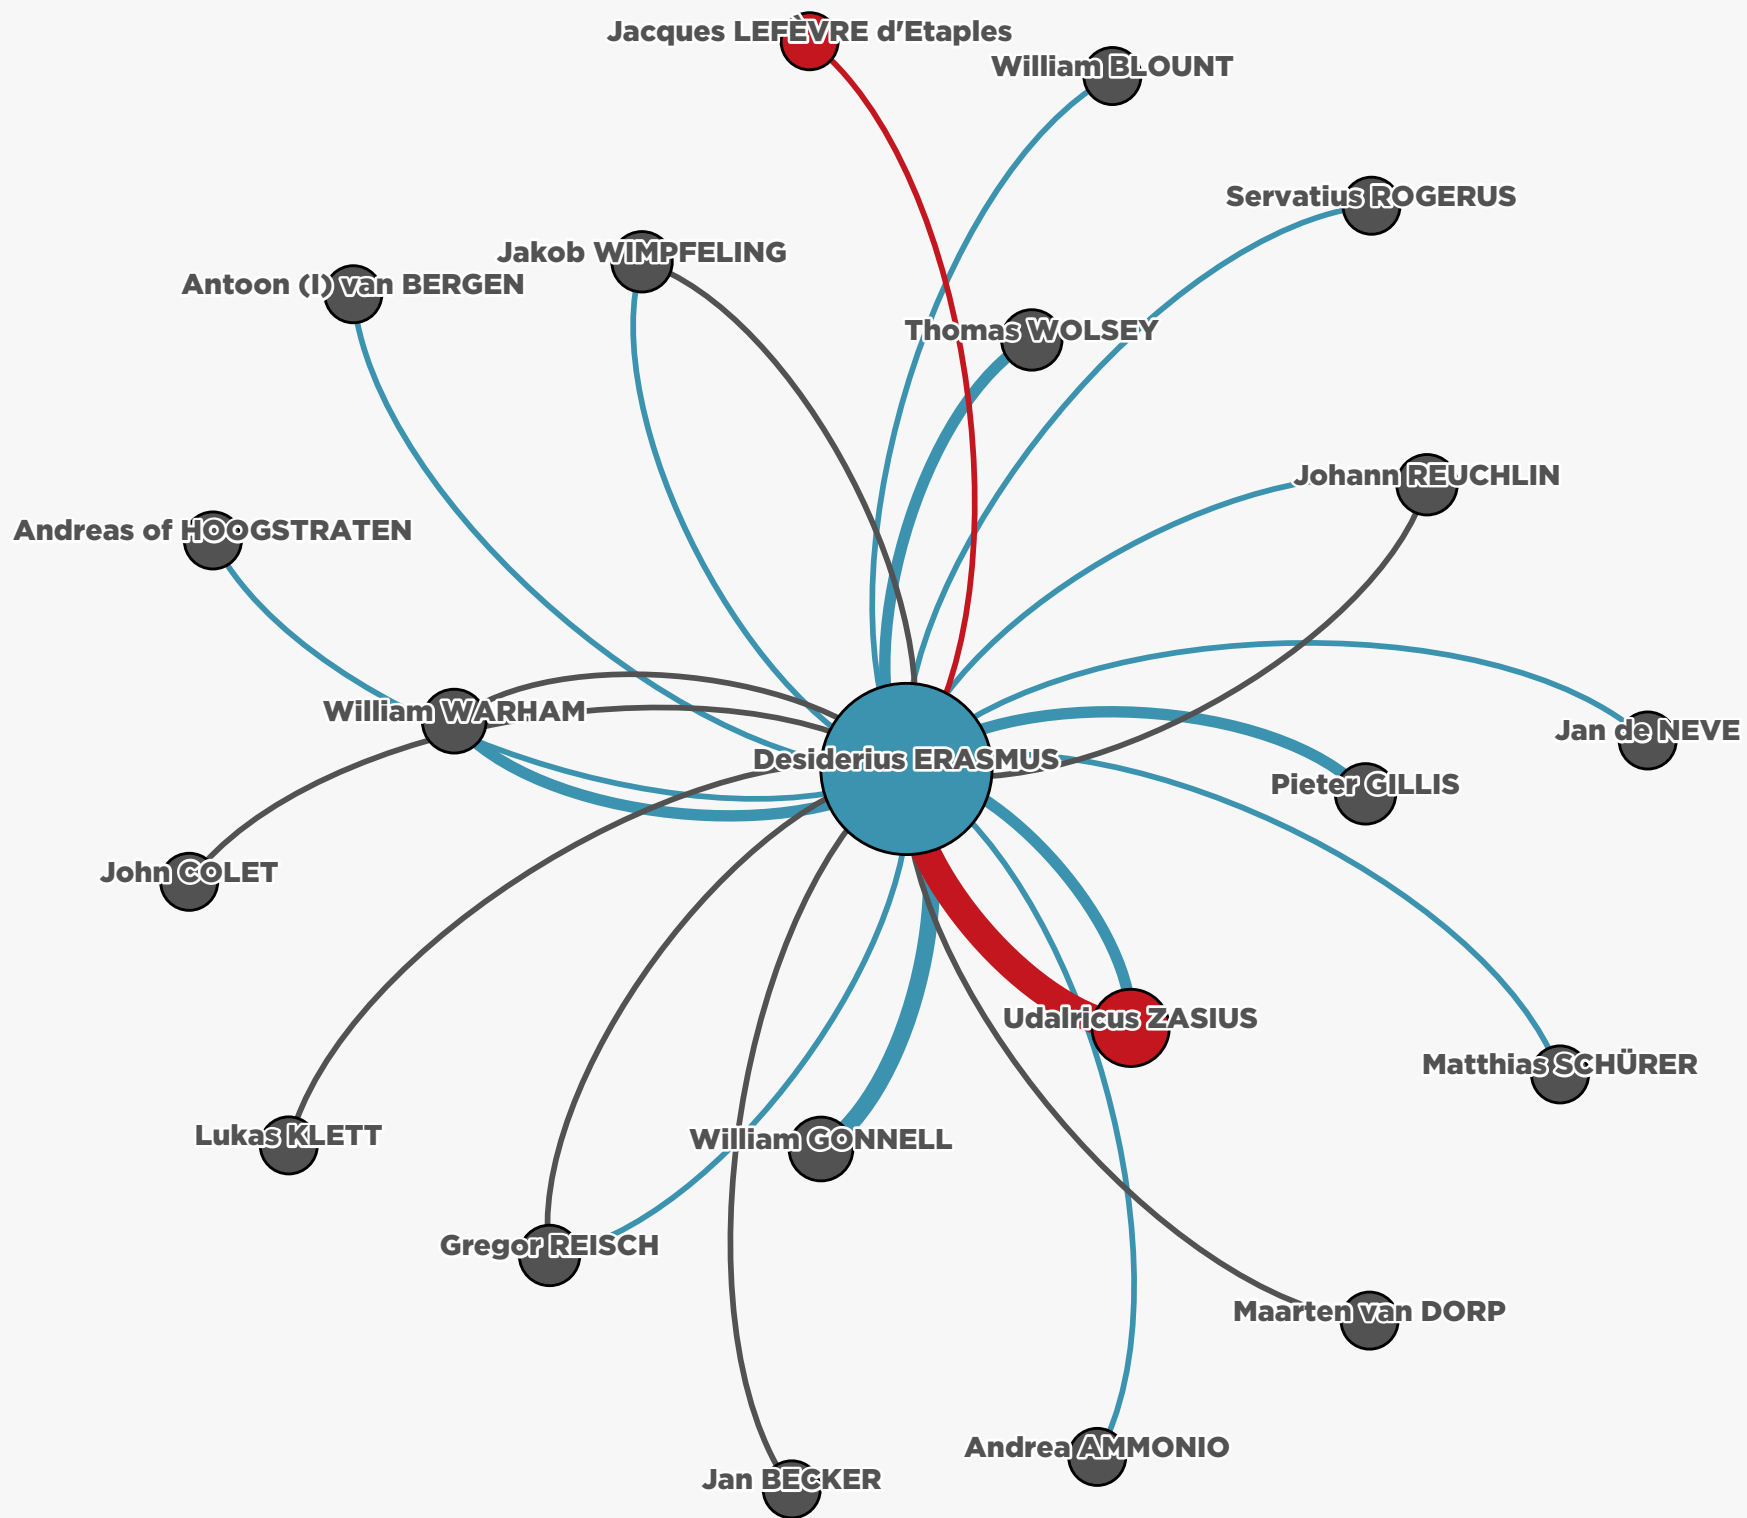 Jacques LEFÈVRE d'Etaples
William BLOUNT
Servatius ROGERUS
Jakob WIMPFELING
Antoon (I) van BERGEN
Thomas WOLSEY
Johann REUCHLIN
Andreas of HOOGSTRATEN
William WARHAM
Jan de NEVE
Desiderius ERASMUS
Pieter GILLIS
John COLET
Udalricus ZASIUS
Matthias SCHÜRER
Lukas KLETT
William GONNELL
Gregor REISCH
Maarten van DORP
Andrea AMMONIO
Jan BECKER